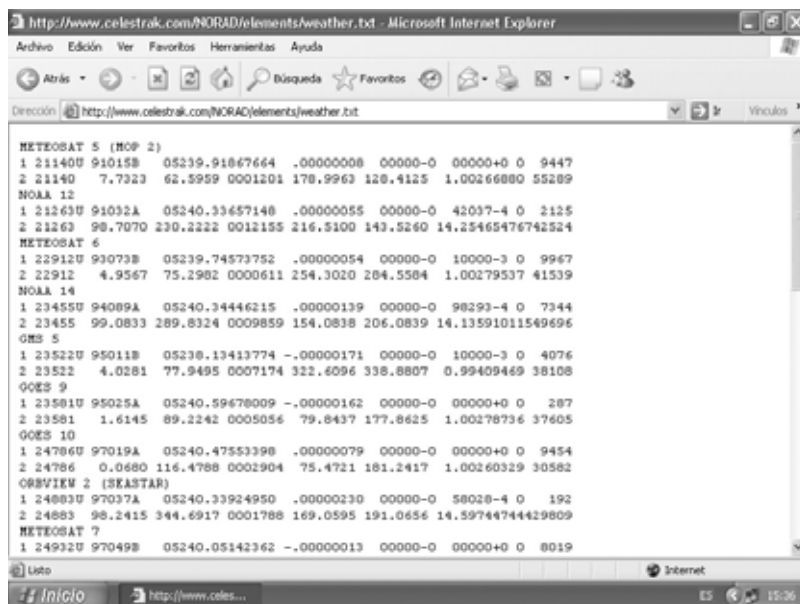 http://www.celestrak.com/NORAD/elements/weather.txt - Microsoft Internet Explorer
Archivo Edición Ver Favoritos Herramientas Ayuda
Atrás Búsqueda Favoritos
Dirección http://www.celestrak.com/NORAD/elements/weather.txt Ir Vínculos
METEOSAT 5 (MOP 2)
1 21140U 91015B 05239.91867664 .00000008 00000-0 00000+0 0 9447
2 21140 7.7323 62.5959 0001201 178.9963 128.4125 1.00266880 55289
NOAA 12
1 21263U 91032A 05240.33657148 .00000055 00000-0 42037-4 0 2125
2 21263 98.7070 230.2222 0012155 216.5100 143.5260 14.25465476742524
METEOSAT 6
1 22912U 93073B 05239.74573752 .00000054 00000-0 10000-3 0 9967
2 22912 4.9567 75.2982 0000611 254.3020 284.5584 1.00279537 41539
NOAA 14
1 23455U 94089A 05240.34446215 .00000139 00000-0 98293-4 0 7344
2 23455 99.0833 289.8324 0009859 154.0838 206.0839 14.13591011549696
GMS 5
1 23522U 95011B 05238.13413774 -.00000171 00000-0 10000-3 0 4076
2 23522 4.0281 77.9495 0007174 322.6096 338.8807 0.99409469 38108
GOES 9
1 23581U 95025A 05240.59678009 -.00000162 00000-0 00000+0 0 287
2 23581 1.6145 89.2242 0005056 79.8437 177.8625 1.00278736 37605
GOES 10
1 24786U 97019A 05240.47553398 .00000079 00000-0 00000+0 0 9454
2 24786 0.0680 116.4788 0002904 75.4721 181.2417 1.00260329 30582
ORBVIEW 2 (SEASTAR)
1 24883U 97037A 05240.33924950 .00000230 00000-0 58028-4 0 192
2 24883 98.2415 344.6917 0001788 169.0595 191.0656 14.59744744429809
METEOSAT 7
1 24932U 97049B 05240.05142362 -.00000013 00000-0 00000+0 0 8019
Listo Internet
Inicio http://www.celes... ES 15:36